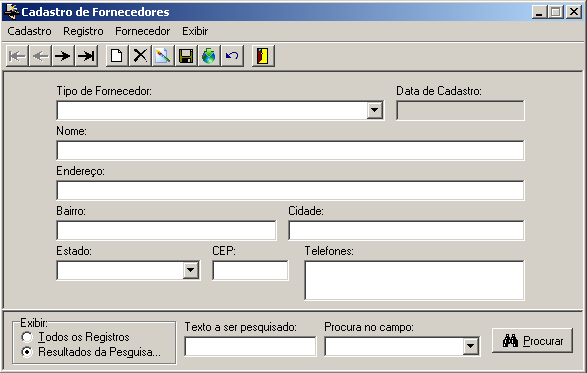 Cadastro de Fornecedores
Cadastro Registro Fornecedor Exibir
Tipo de Fornecedor: Data de Cadastro:
Nome:
Endereço:
Bairro: Cidade:
Estado: CEP: Telefones:
Exibir:
Todos os Registros
Resultados da Pesquisa...
Texto a ser pesquisado: Procura no campo:
Procurar